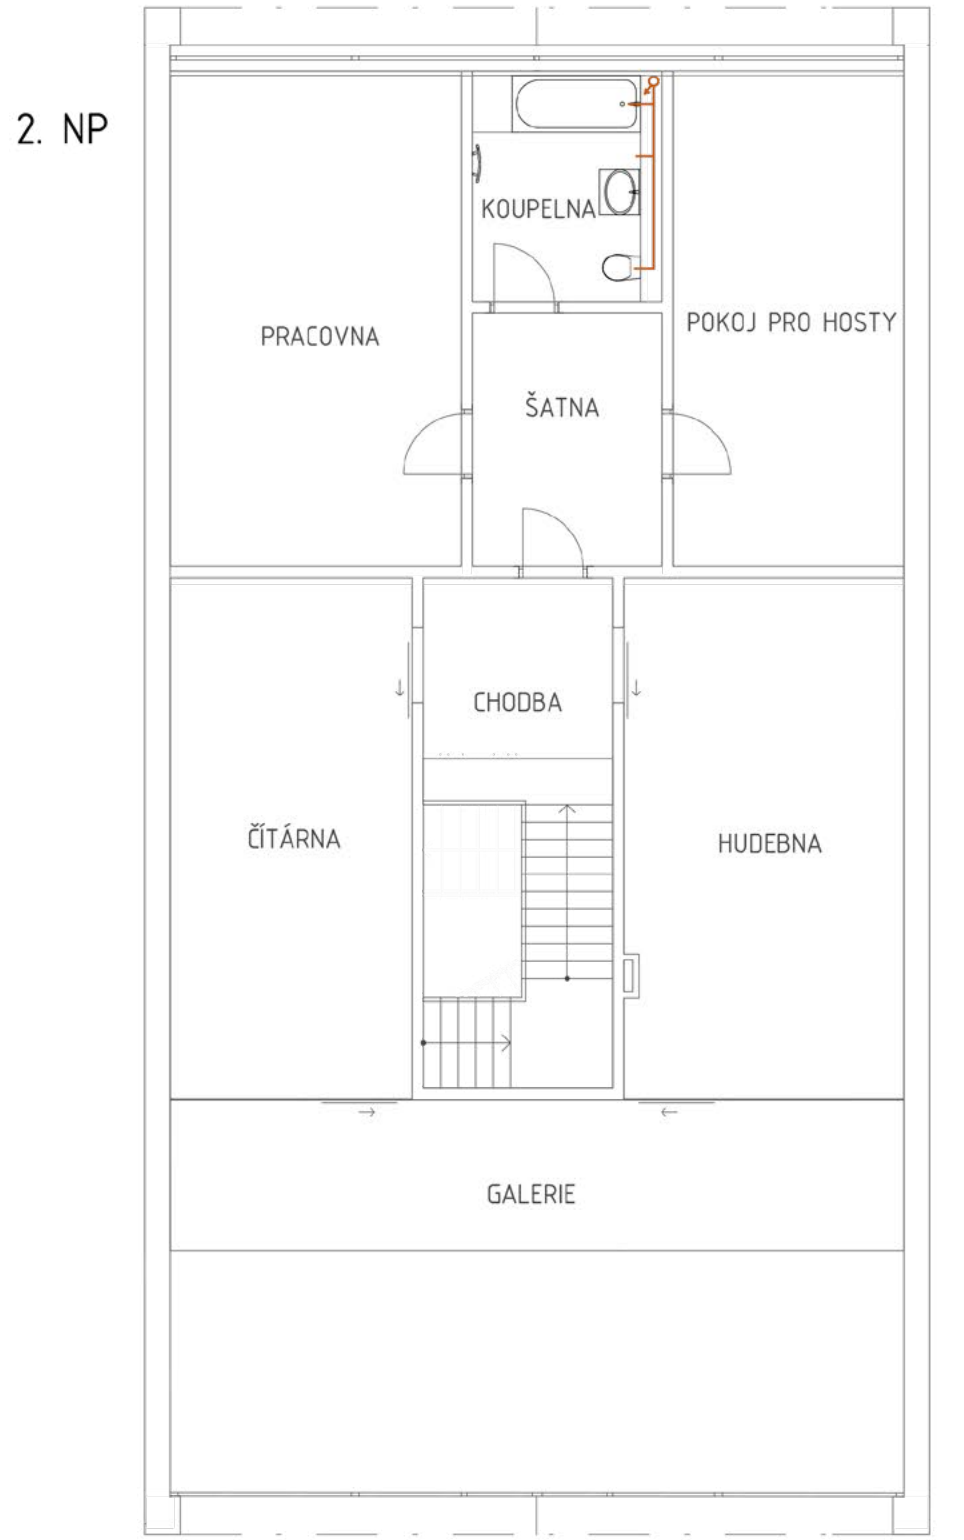 2. NP
KOUPELNA
PRACOVNA
POKOJ PRO HOSTY
ŠATNA
CHODBA
ČÍTÁRNA
HUDEBNA
GALERIE